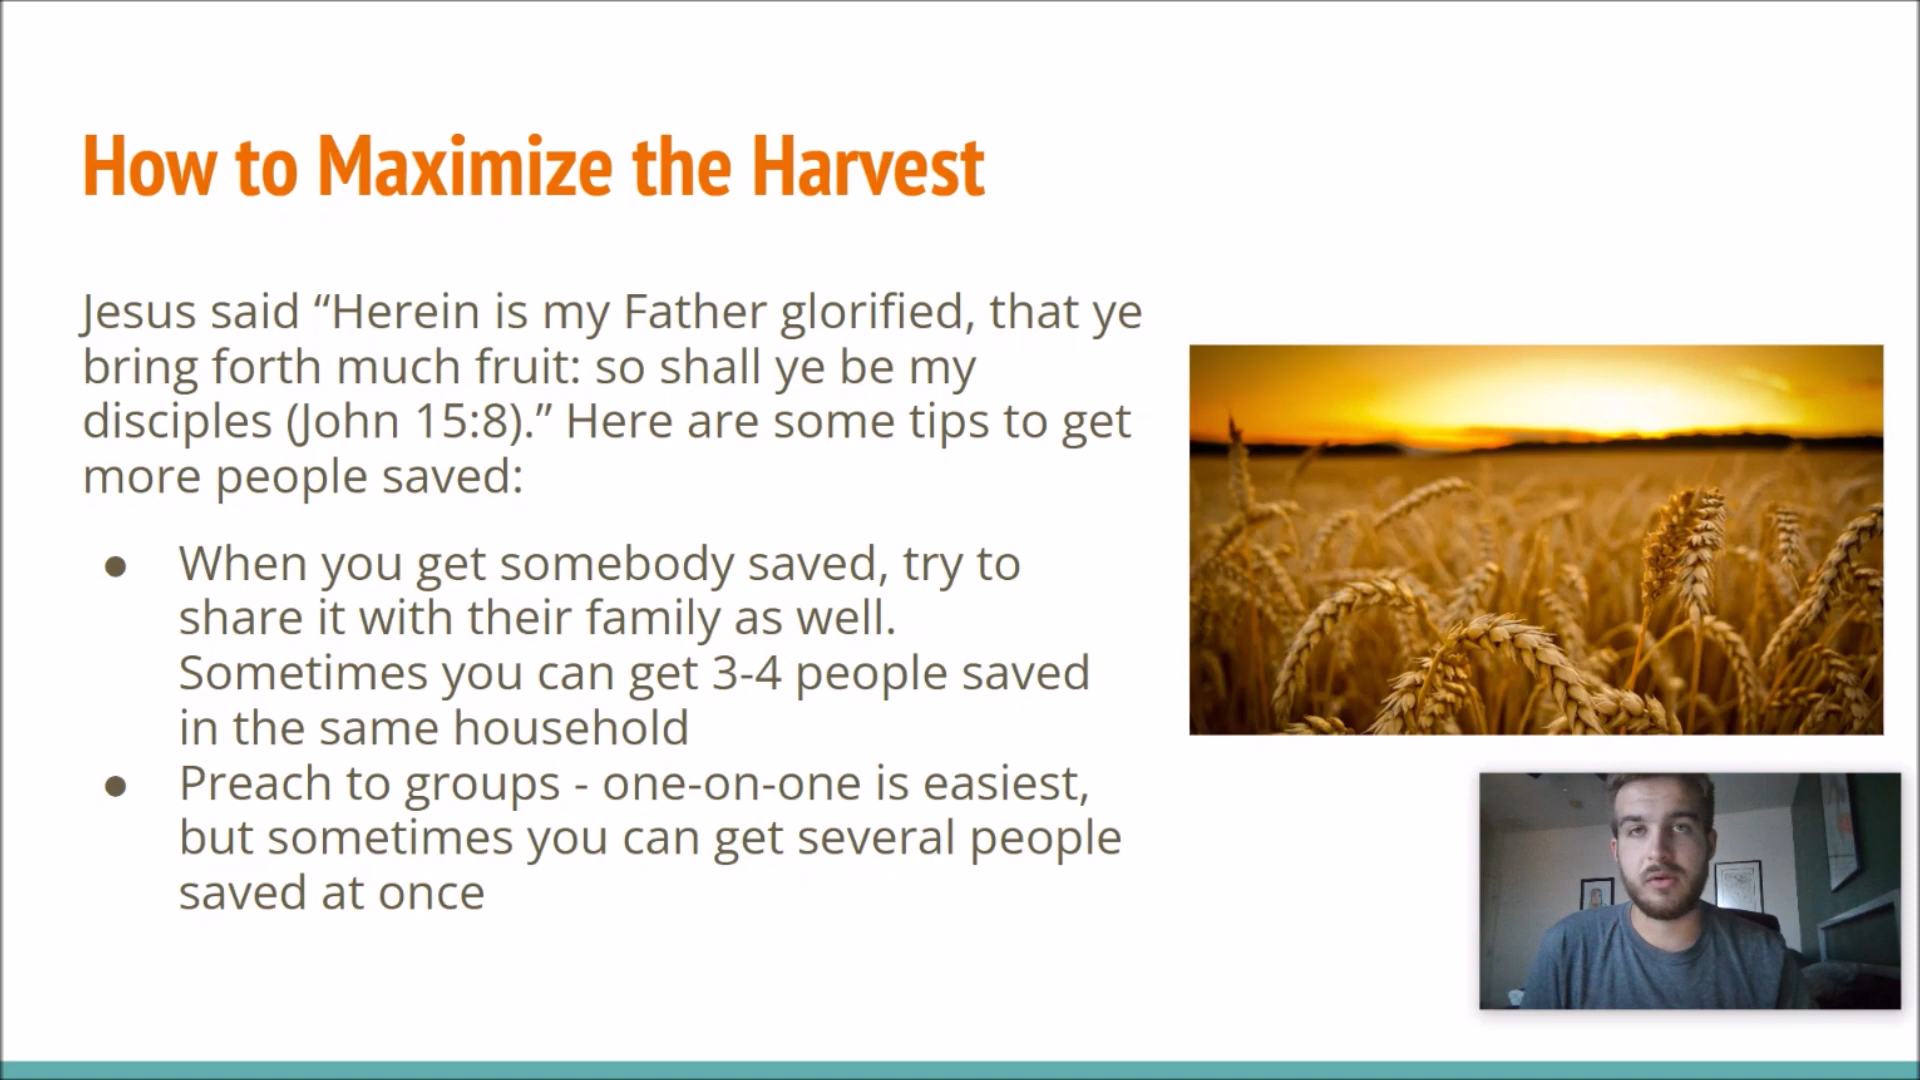 How to Maximize the Harvest
Jesus said “Herein is my Father glorified, that ye
bring forth much fruit: so shall ye be my
disciples (John 15:8).” Here are some tips to get
more people saved:
● When you get somebody saved, try to
share it with their family as well.
Sometimes you can get 3-4 people saved
in the same household
● Preach to groups - one-on-one is easiest,
but sometimes you can get several people
saved at once